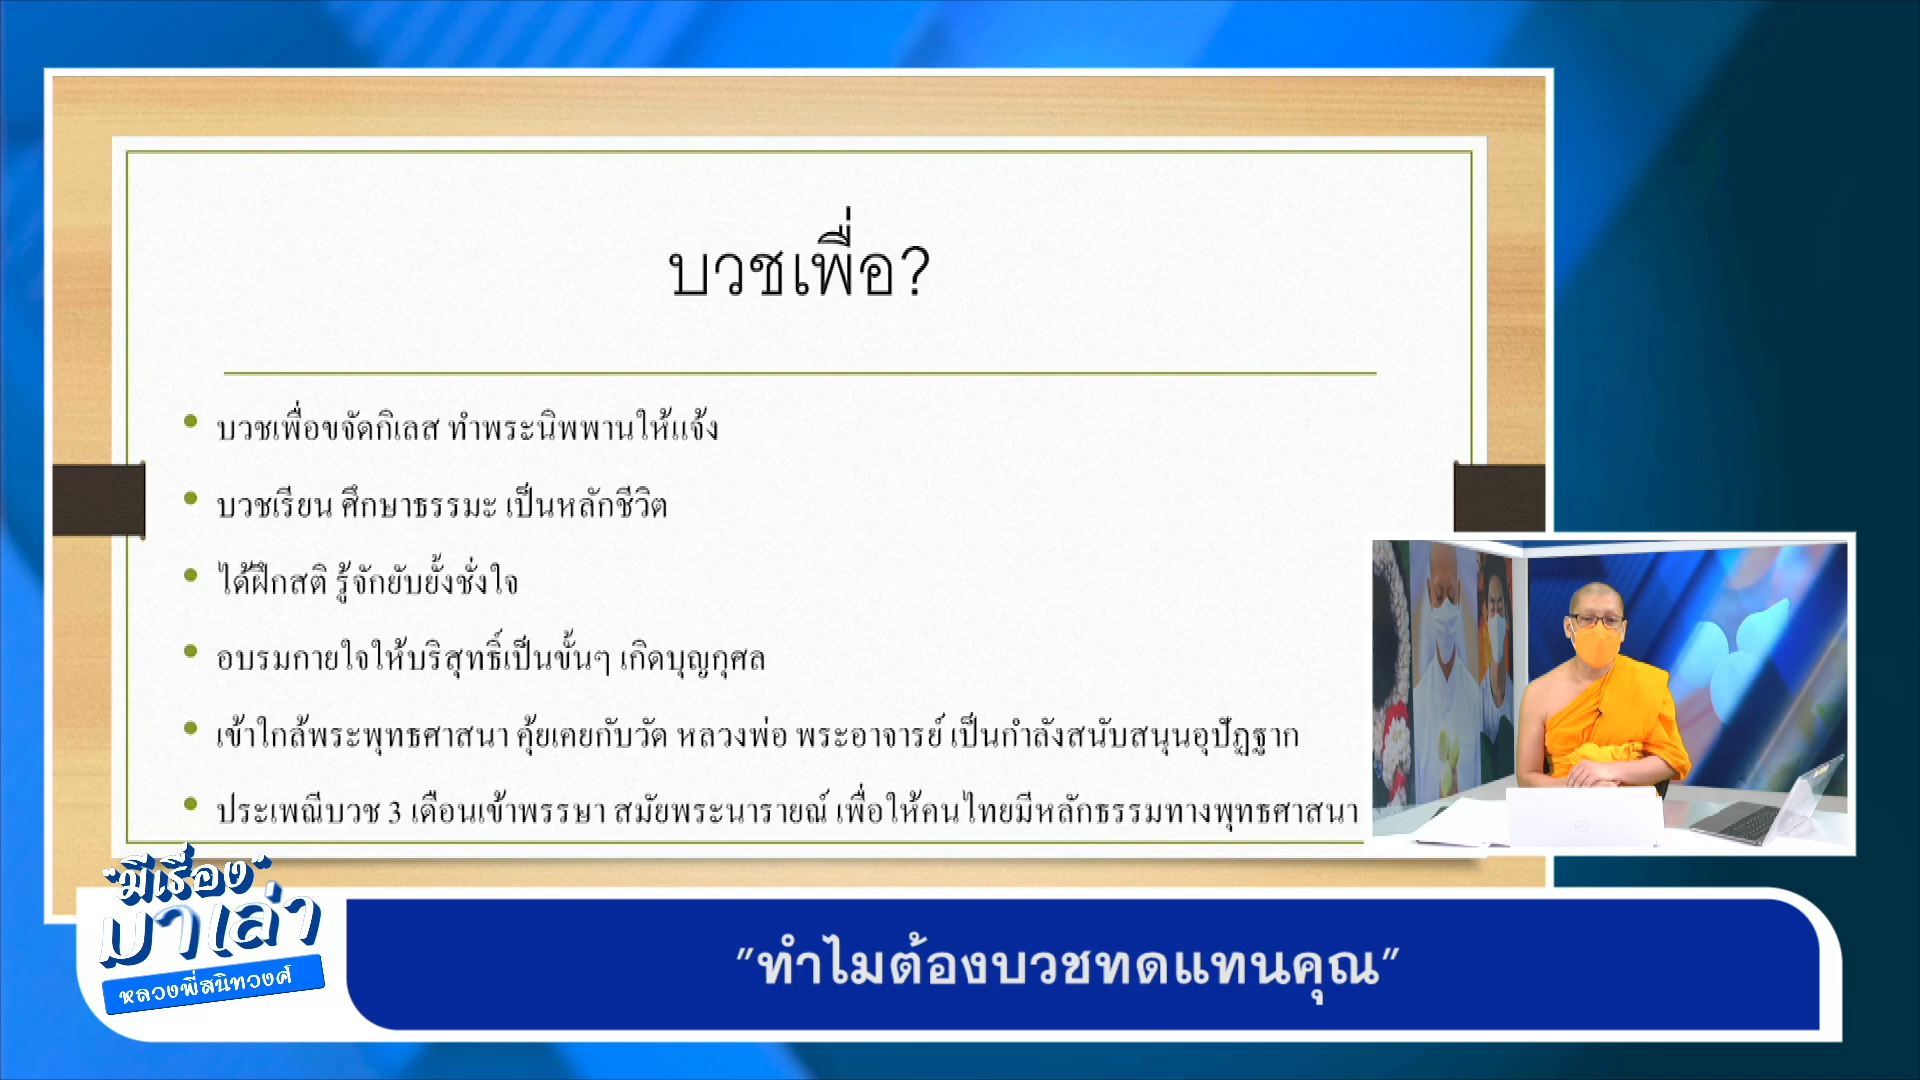 บวชเพื่อ?
บวชเพื่อขจัดกิเลส ทำพระนิพพานให้แจ้ง
บวชเรียน ศึกษาธรรมะ เป็นหลักชีวิต
ได้ฝึกสติ รู้จักยับยั้งชั่งใจ
อบรมกายใจให้บริสุทธิ์เป็นขั้นๆ เกิดบุญกุศล
เข้าใกล้พระพุทธศาสนา คุ้ยเคยกับวัด หลวงพ่อ พระอาจารย์ เป็นกำลังสนับสนุนอุปัฏฐาก
ประเพณีบวช 3 เดือนเข้าพรรษา สมัยพระนารายณ์ เพื่อให้คนไทยมีหลักธรรมทางพุทธศาสนา
"มีเรื่อง"
มาเล่า
หลวงพี่สนิทวงศ์
"ทำไมต้องบวชทดแทนคุณ"